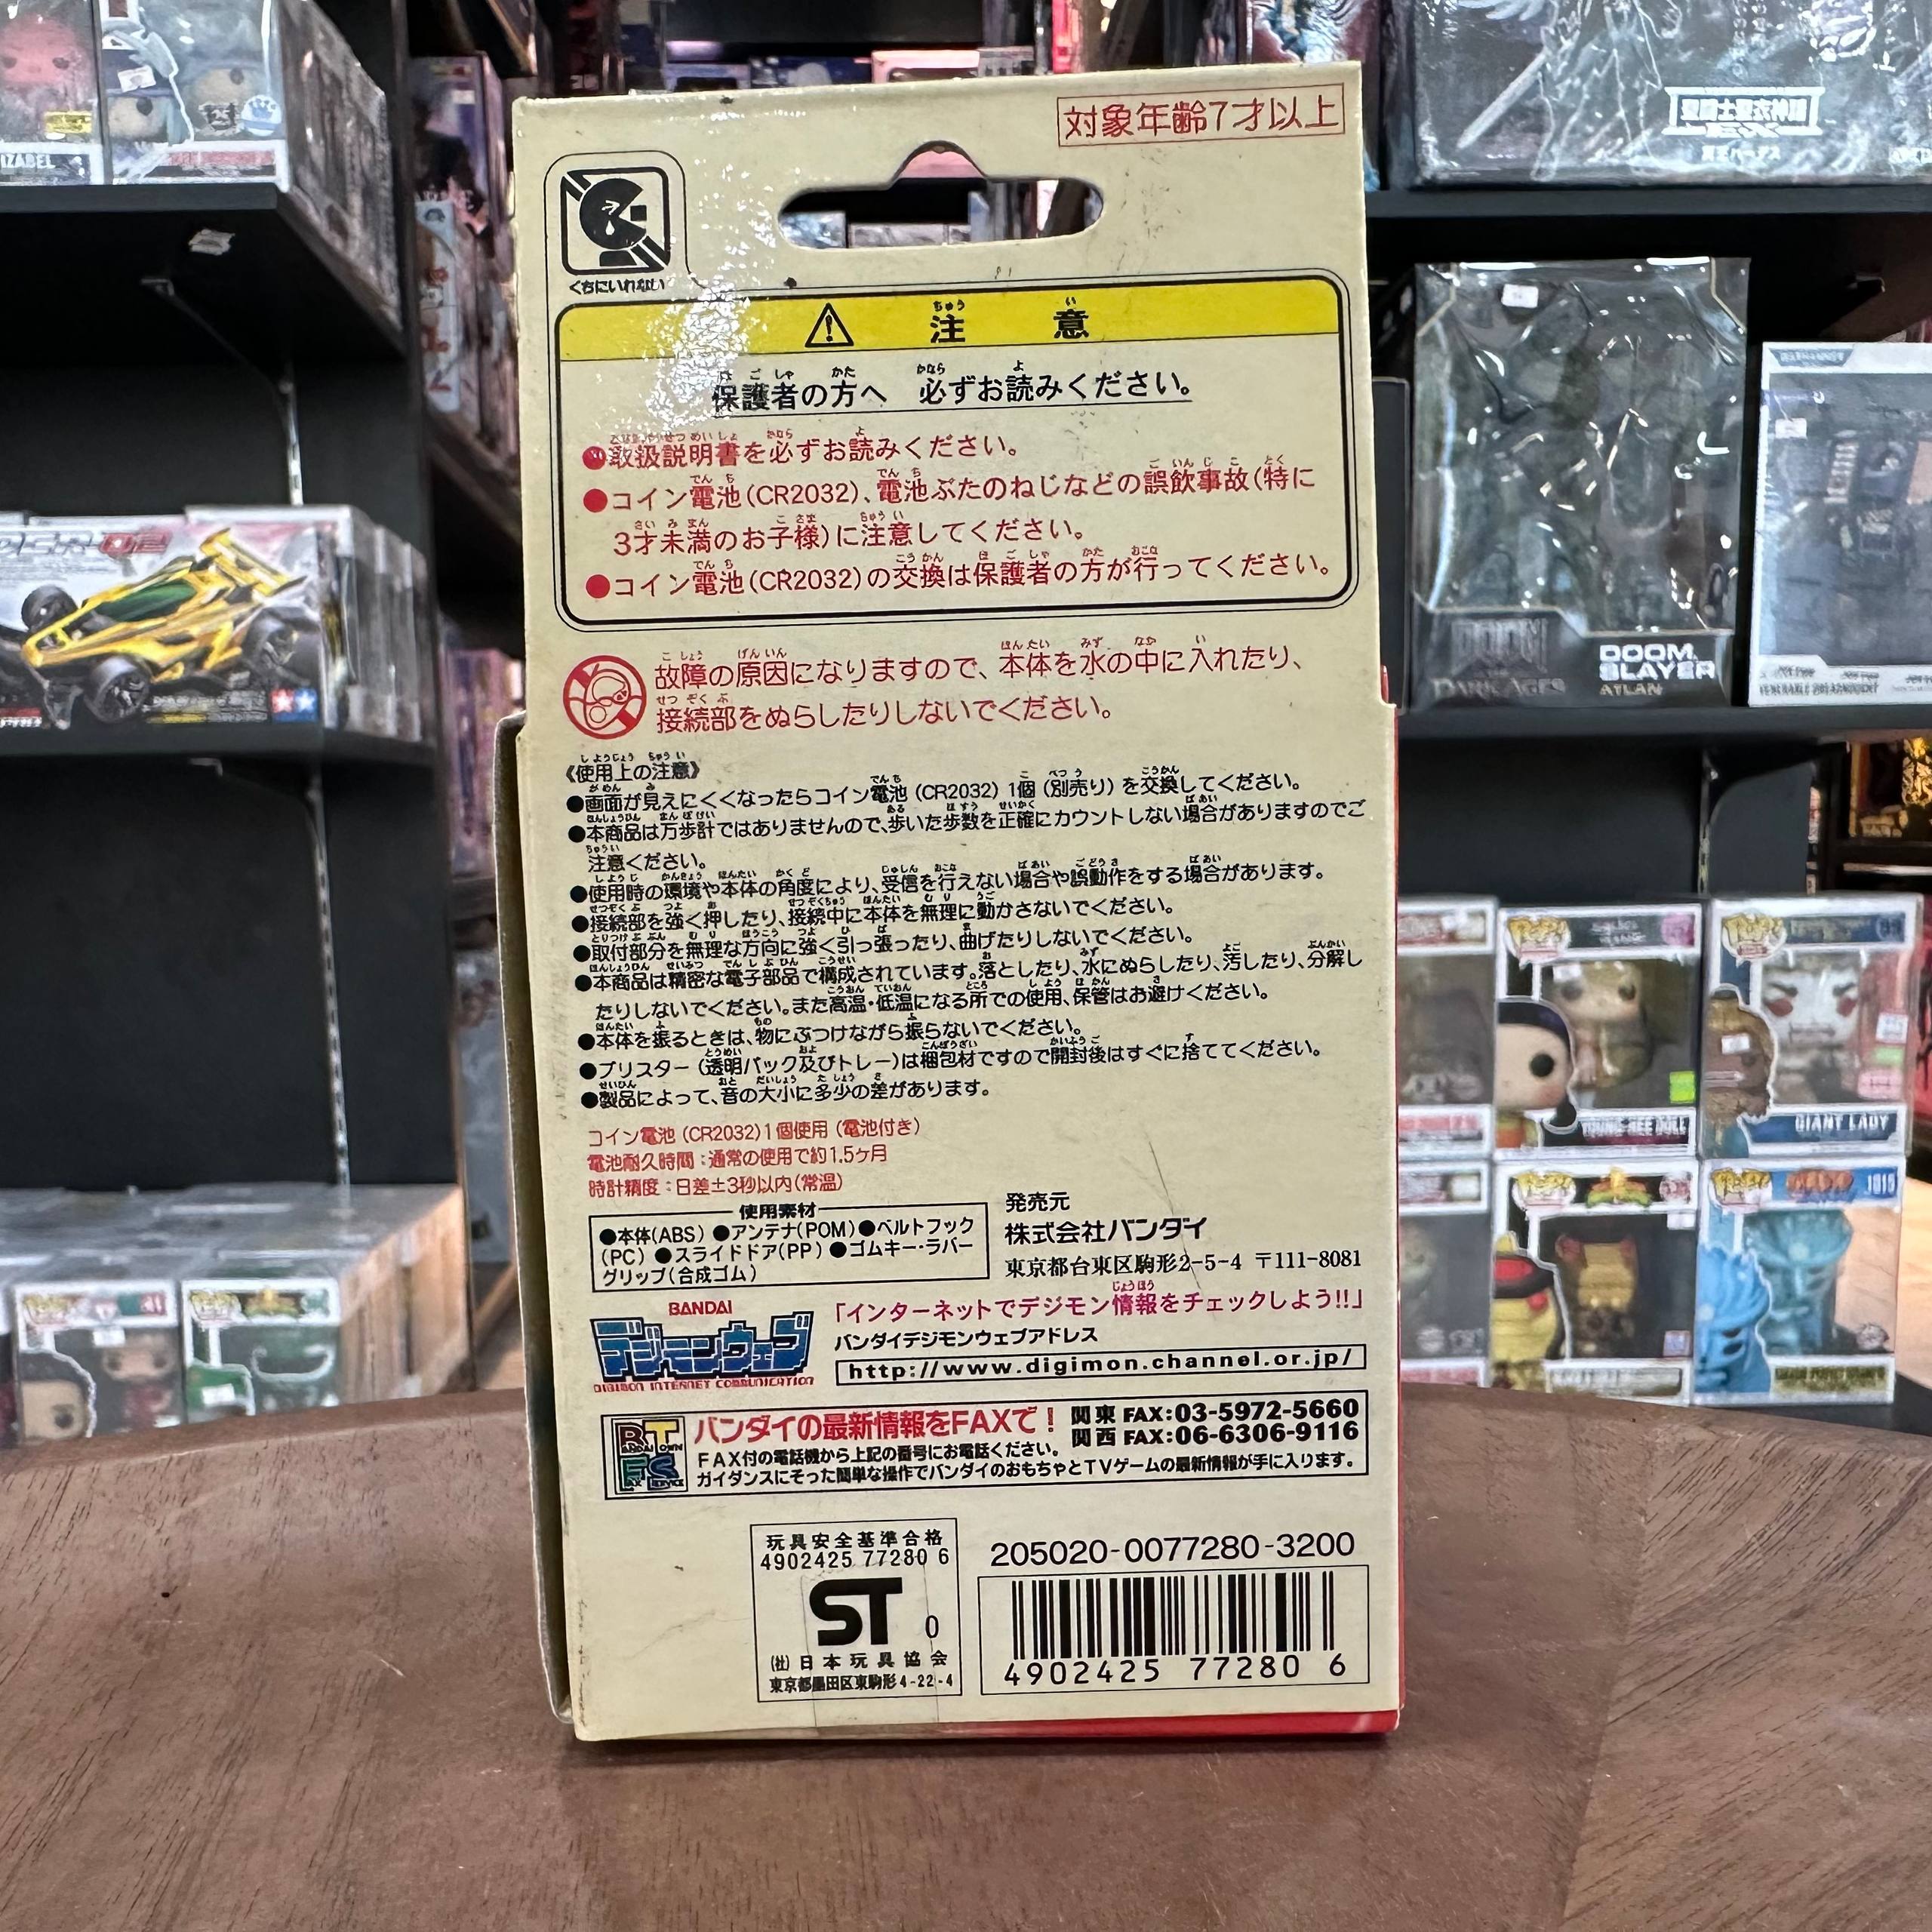 対象年齢7才以上
くちにいれない
注意
保護者の方へ 必ずお読みください。
●取扱説明書を必ずお読みください。
●コイン電池(CR2032)、電池ぶたのねじなどの誤飲事故(特に
3才未満のお子様)に注意してください。
●コイン電池(CR2032)の交換は保護者の方が行ってください。
故障の原因になりますので、本体を水の中に入れたり、
接続部をぬらしたりしないでください。
《使用上の注意》
●画面が見えにくくなったらコイン電池(CR2032)1個(別売り)を交換してください。
●本商品は万歩計ではありませんので、歩いた歩数を正確にカウントしない場合がありますのでご
注意ください。
●使用時の環境や本体の角度により、受信を行えない場合や誤動作をする場合があります。
●接続部を強く押したり、接続中に本体を無理に動かさないでください。
●取付部分を無理な方向に強く引っ張ったり、曲げたりしないでください。
●本商品は精密な電子部品で構成されています。落としたり、水にぬらしたり、汚したり、分解し
たりしないでください。また高温・低温になる所での使用、保管はお避けください。
●本体を振るときは、物にぶつけながら振らないでください。
●ブリスター(透明パック及びトレー)は梱包材ですので開封後はすぐに捨ててください。
●製品によって、音の大小に多少の差があります。
コイン電池(CR2032)1個使用(電池付き)
電池耐久時間:通常の使用で約1.5ヶ月
時計精度:日差±3秒以内(常温)
使用素材
●本体(ABS)●アンテナ(POM)●ベルトフック
(PC)●スライドドア(PP)●ゴムキー・ラバー
グリップ(合成ゴム)
発売元
株式会社バンダイ
東京都台東区駒形2-5-4 〒111-8081
BANDAI
デジモンウェブ
DIGIMON INTERNET COMMUNICATION
「インターネットでデジモン情報をチェックしよう!!」
バンダイデジモンウェブアドレス
http://www.digimon.channel.or.jp/
BANDAI TOWN
FAX SERVICE
バンダイの最新情報をFAXで!
関東 FAX:03-5972-5660
関西 FAX:06-6306-9116
FAX付の電話機から上記の番号にお電話ください。
ガイダンスにそった簡単な操作でバンダイのおもちゃとTVゲームの最新情報が手に入ります。
玩具安全基準合格
4902425 77280 6
ST 0
(社)日本玩具協会
東京都墨田区東駒形4-22-4
205020-0077280-3200
4902425 772806
DOOM
THE DARK AGES
DOOM SLAYER
ATLAN
YOUNG-HEE DOLL
GIANT LADY